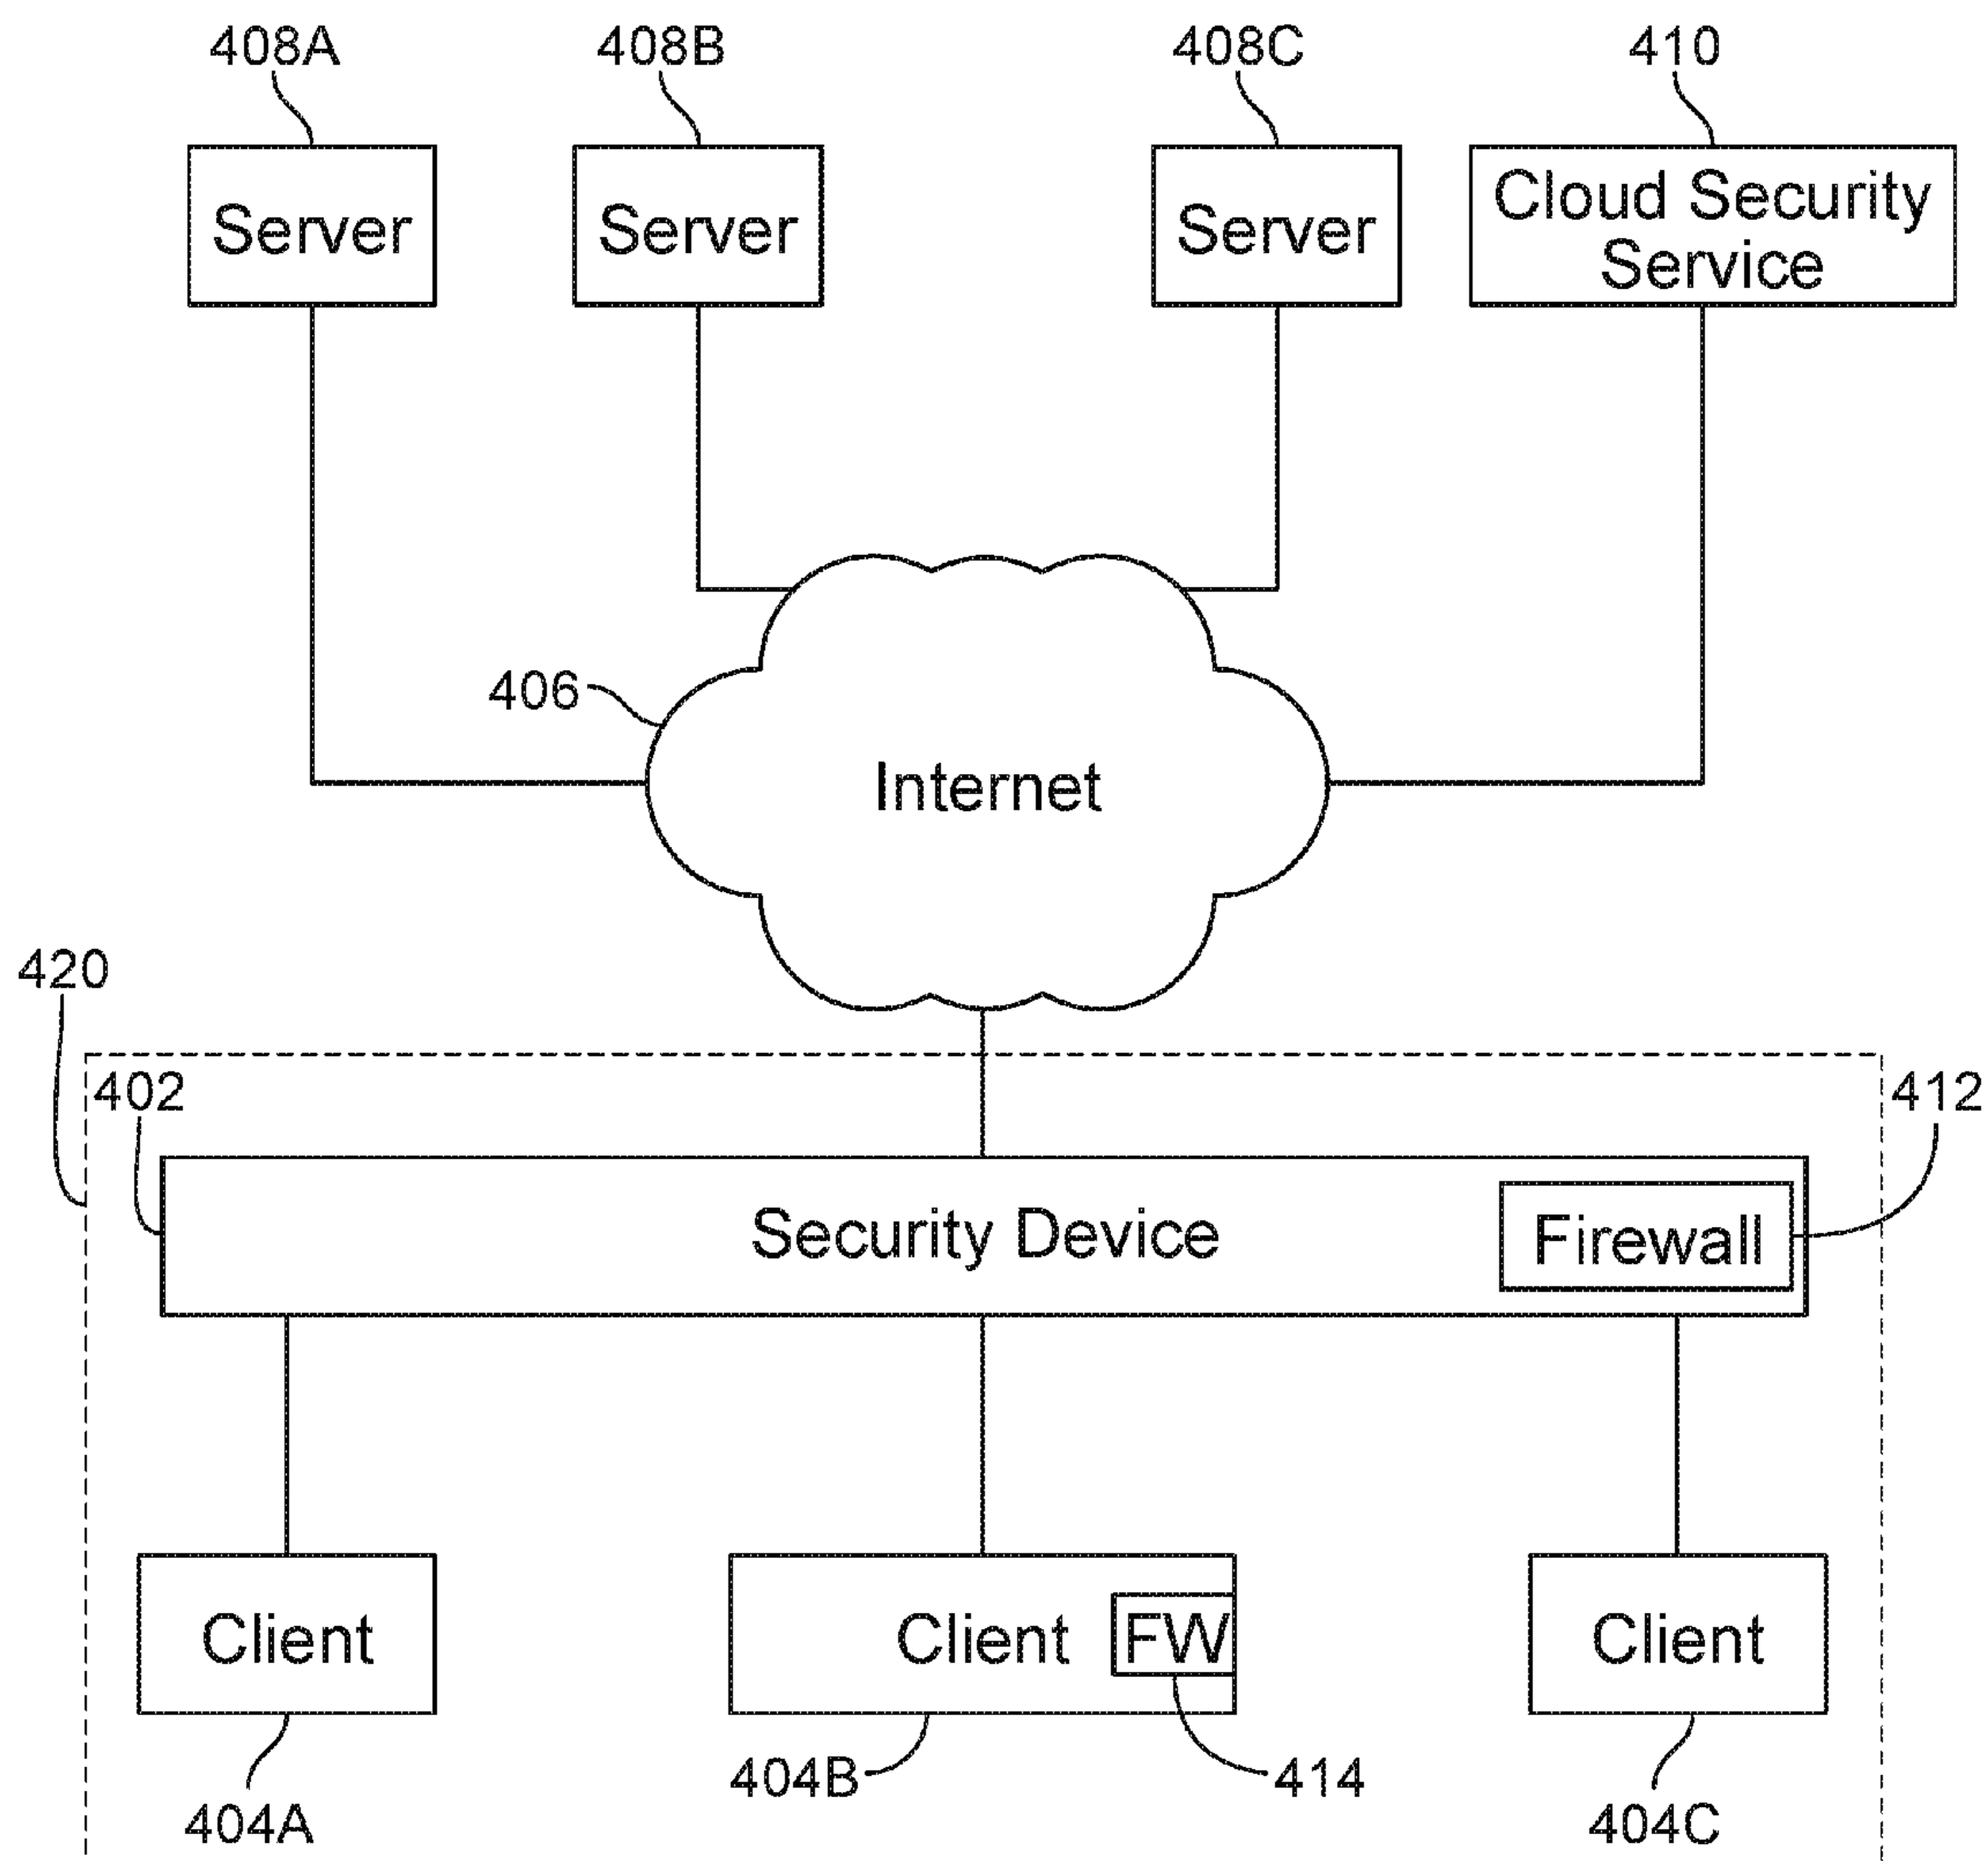 408A
408B
408C
410
Server
Server
Server
Cloud Security
Service
406
Internet
420
402
412
Security Device
Firewall
Client
Client
FW
Client
404A
404B
414
404C